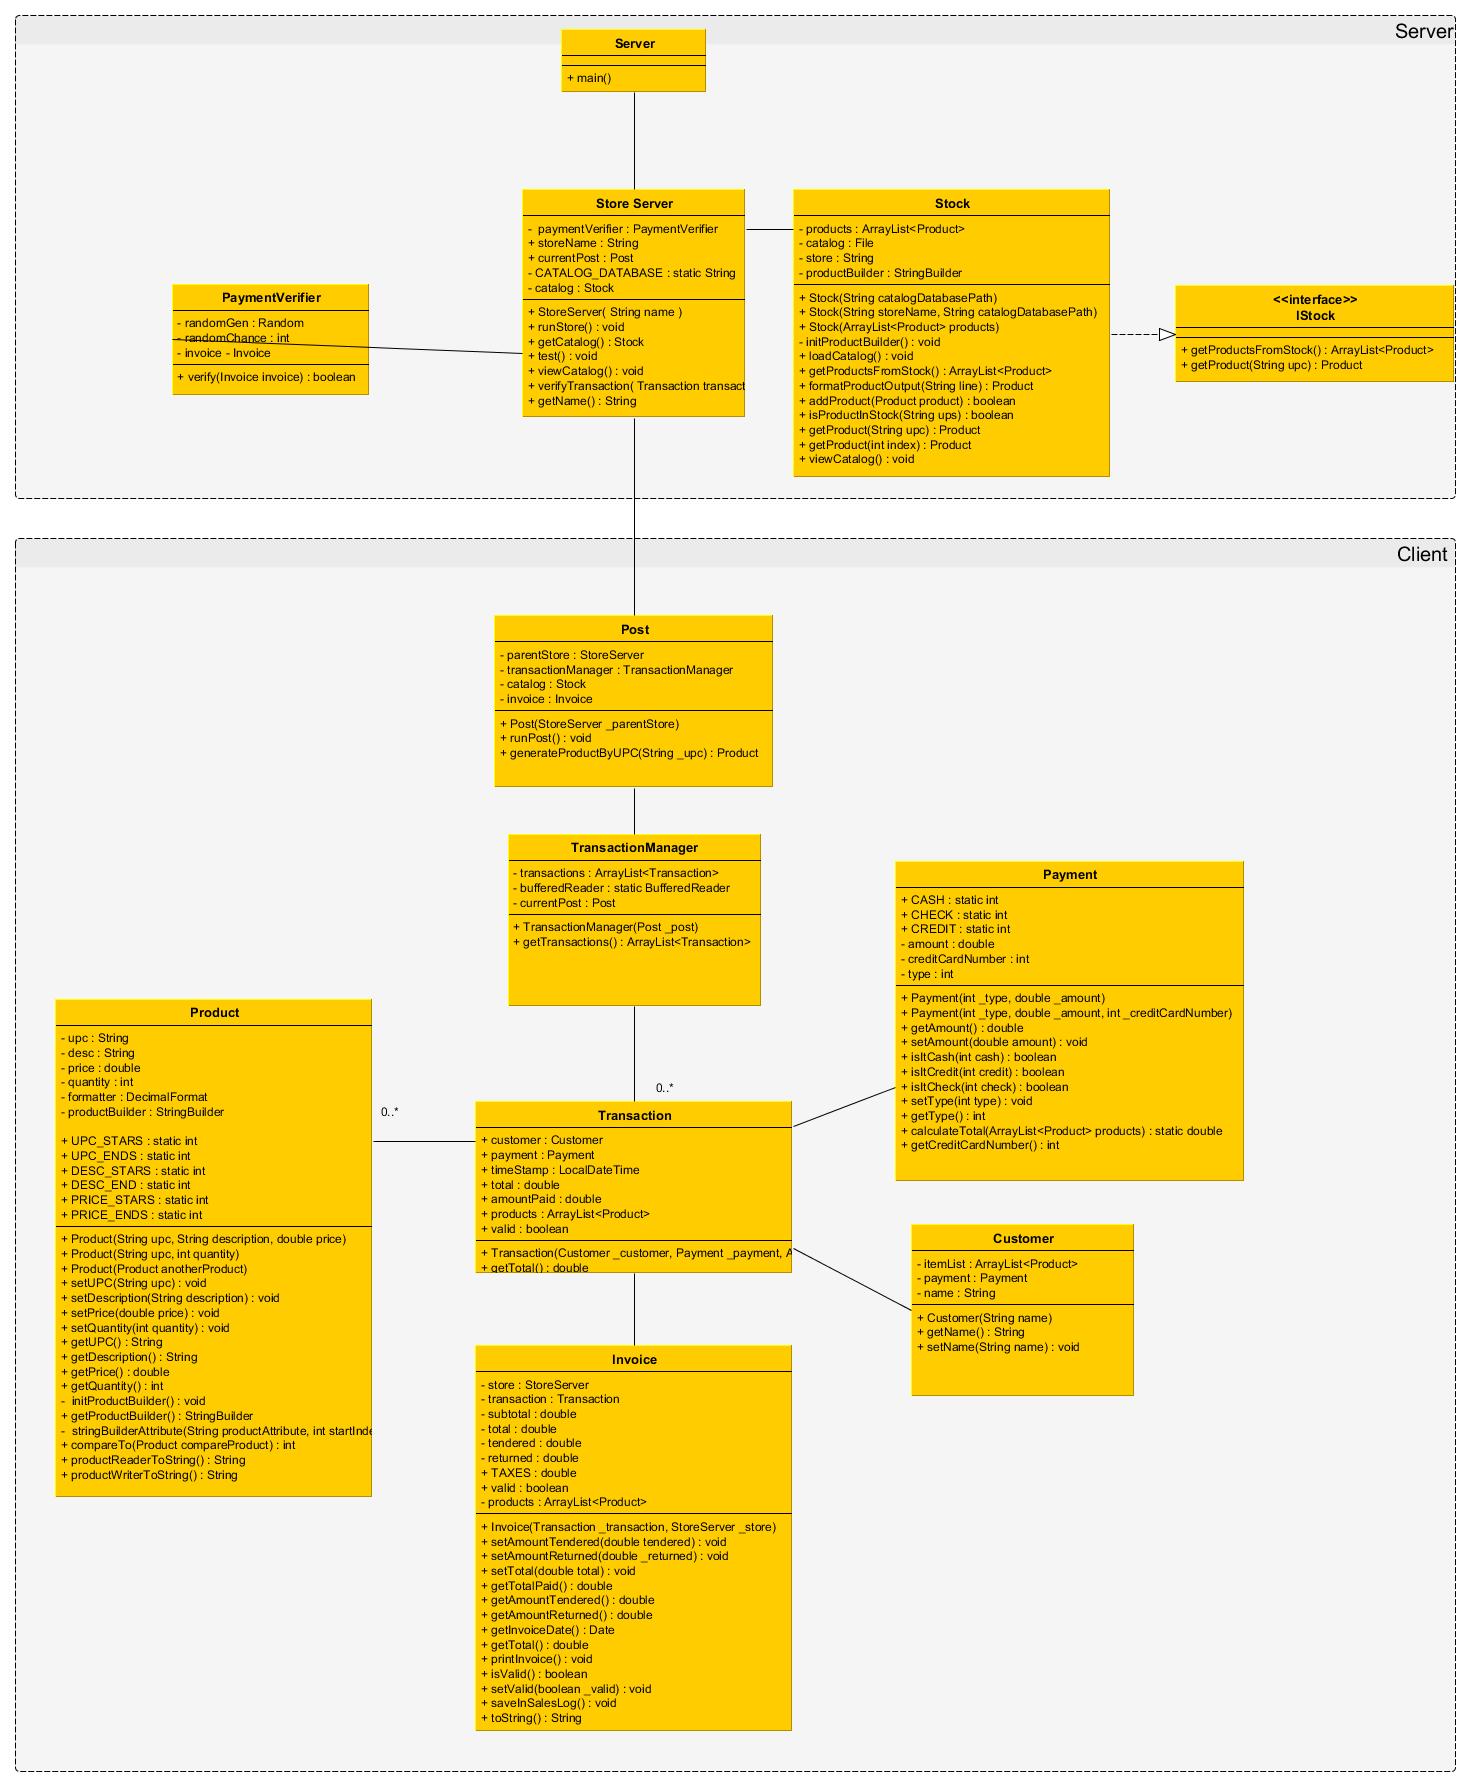 Server
Server
+ main()
Store Server
- paymentVerifier : PaymentVerifier
+ storeName : String
+ currentPost : Post
- CATALOG_DATABASE : static String
- catalog : Stock
+ StoreServer( String name )
+ runStore() : void
+ getCatalog() : Stock
+ test() : void
+ viewCatalog() : void
+ verifyTransaction( Transaction transact
+ getName() : String
Stock
- products : ArrayList<Product>
- catalog : File
- store : String
- productBuilder : StringBuilder
+ Stock(String catalogDatabasePath)
+ Stock(String storeName, String catalogDatabasePath)
+ Stock(ArrayList<Product> products)
- initProductBuilder() : void
+ loadCatalog() : void
+ getProductsFromStock() : ArrayList<Product>
+ formatProductOutput(String line) : Product
+ addProduct(Product product) : boolean
+ isProductInStock(String ups) : boolean
+ getProduct(String upc) : Product
+ getProduct(int index) : Product
+ viewCatalog() : void
PaymentVerifier
- randomGen : Random
- randomChance : int
- invoice - Invoice
+ verify(Invoice invoice) : boolean
<<interface>>
IStock
+ getProductsFromStock() : ArrayList<Product>
+ getProduct(String upc) : Product
Client
Post
- parentStore : StoreServer
- transactionManager : TransactionManager
- catalog : Stock
- invoice : Invoice
+ Post(StoreServer _parentStore)
+ runPost() : void
+ generateProductByUPC(String _upc) : Product
TransactionManager
- transactions : ArrayList<Transaction>
- bufferedReader : static BufferedReader
- currentPost : Post
+ TransactionManager(Post _post)
+ getTransactions() : ArrayList<Transaction>
Payment
+ CASH : static int
+ CHECK : static int
+ CREDIT : static int
- amount : double
- creditCardNumber : int
- type : int
+ Payment(int _type, double _amount)
+ Payment(int _type, double _amount, int _creditCardNumber)
+ getAmount() : double
+ setAmount(double amount) : void
+ isItCash(int cash) : boolean
+ isItCredit(int credit) : boolean
+ isItCheck(int check) : boolean
+ setType(int type) : void
+ getType() : int
+ calculateTotal(ArrayList<Product> products) : static double
+ getCreditCardNumber() : int
Product
- upc : String
- desc : String
- price : double
- quantity : int
- formatter : DecimalFormat
- productBuilder : StringBuilder
+ UPC_STARS : static int
+ UPC_ENDS : static int
+ DESC_STARS : static int
+ DESC_END : static int
+ PRICE_STARS : static int
+ PRICE_ENDS : static int
+ Product(String upc, String description, double price)
+ Product(String upc, int quantity)
+ Product(Product anotherProduct)
+ setUPC(String upc) : void
+ setDescription(String description) : void
+ setPrice(double price) : void
+ setQuantity(int quantity) : void
+ getUPC() : String
+ getDescription() : String
+ getPrice() : double
+ getQuantity() : int
- initProductBuilder() : void
+ getProductBuilder() : StringBuilder
- stringBuilderAttribute(String productAttribute, int startInde
+ compareTo(Product compareProduct) : int
+ productReaderToString() : String
+ productWriterToString() : String
0..*
0..*
Transaction
+ customer : Customer
+ payment : Payment
+ timeStamp : LocalDateTime
+ total : double
+ amountPaid : double
+ products : ArrayList<Product>
+ valid : boolean
+ Transaction(Customer _customer, Payment _payment, A
+ getTotal() : double
Customer
- itemList : ArrayList<Product>
- payment : Payment
- name : String
+ Customer(String name)
+ getName() : String
+ setName(String name) : void
Invoice
- store : StoreServer
- transaction : Transaction
- subtotal : double
- total : double
- tendered : double
- returned : double
+ TAXES : double
+ valid : boolean
- products : ArrayList<Product>
+ Invoice(Transaction _transaction, StoreServer _store)
+ setAmountTendered(double tendered) : void
+ setAmountReturned(double _returned) : void
+ setTotal(double total) : void
+ getTotalPaid() : double
+ getAmountTendered() : double
+ getAmountReturned() : double
+ getInvoiceDate() : Date
+ getTotal() : double
+ printInvoice() : void
+ isValid() : boolean
+ setValid(boolean _valid) : void
+ saveInSalesLog() : void
+ toString() : String